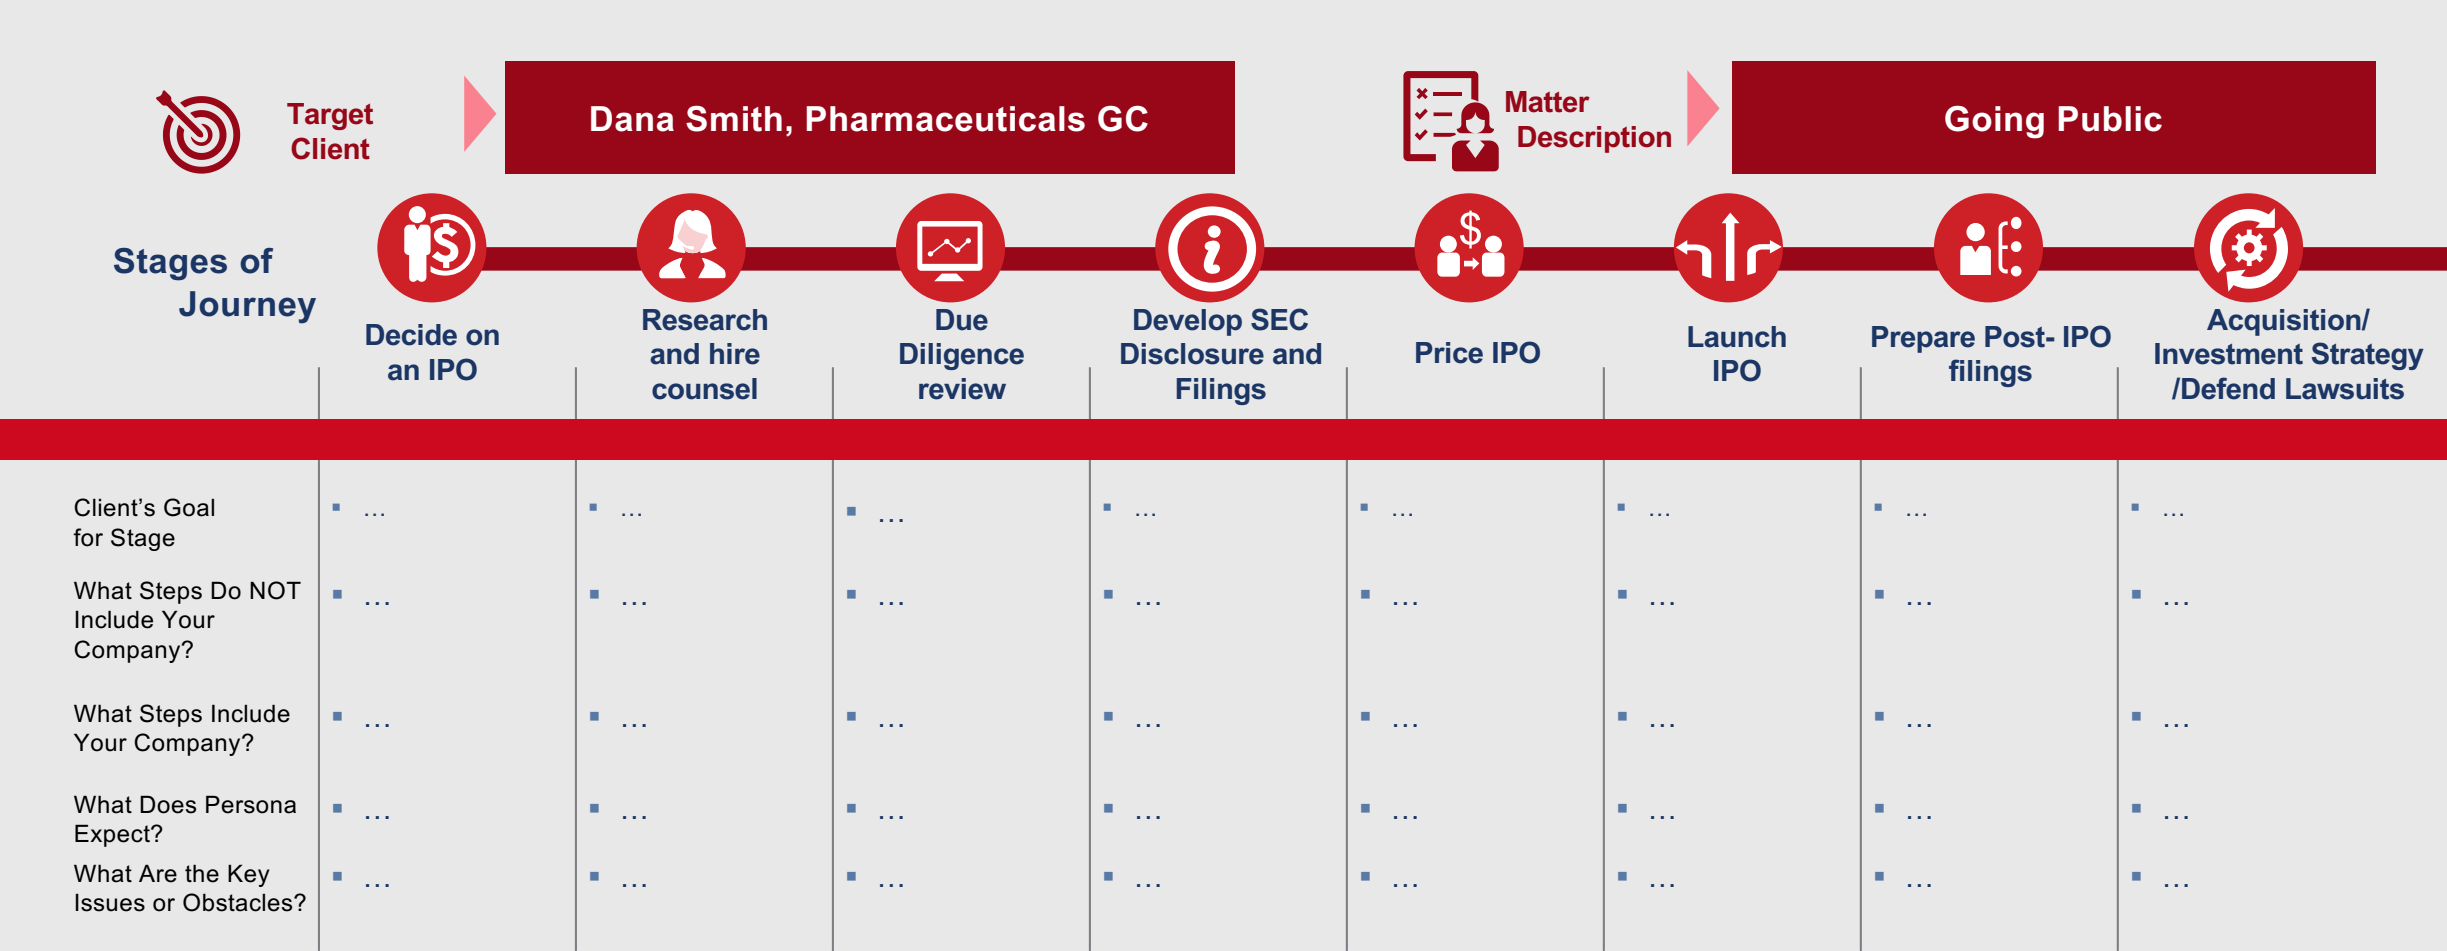 Target
Client
Dana Smith, Pharmaceuticals GC
Matter
Description
Going Public
Stages of
Journey
Decide on
an IPO
Research
and hire
counsel
Due
Diligence
review
Develop SEC
Disclosure and
Filings
Price IPO
Launch
IPO
Prepare Post- IPO
filings
Acquisition/
Investment Strategy
/Defend Lawsuits
Client’s Goal
for Stage
▪ … ▪ … ▪ … ▪ … ▪ … ▪ … ▪ … ▪ …
What Steps Do NOT
Include Your
Company?
▪ … ▪ … ▪ … ▪ … ▪ … ▪ … ▪ … ▪ …
What Steps Include
Your Company?
▪ … ▪ … ▪ … ▪ … ▪ … ▪ … ▪ … ▪ …
What Does Persona
Expect?
▪ … ▪ … ▪ … ▪ … ▪ … ▪ … ▪ … ▪ …
What Are the Key
Issues or Obstacles?
▪ … ▪ … ▪ … ▪ … ▪ … ▪ … ▪ … ▪ …